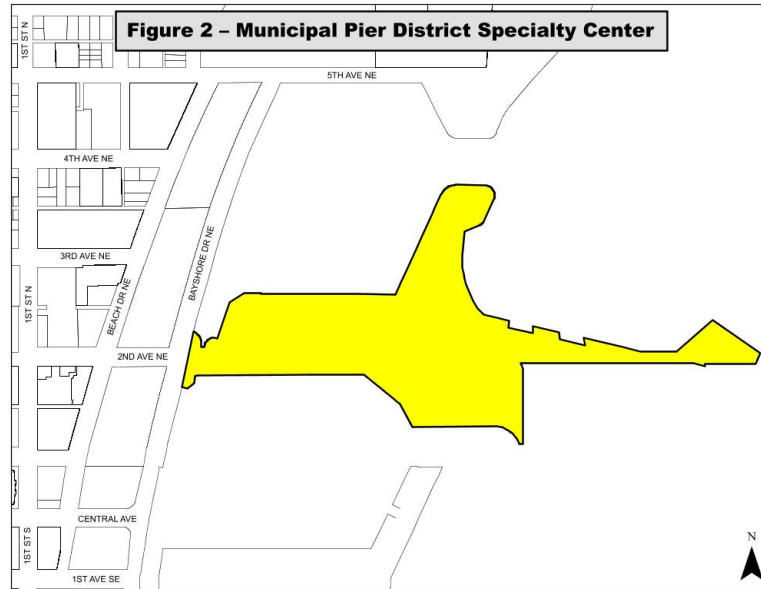 Figure 2 – Municipal Pier District Specialty Center
1ST ST N
5TH AVE NE
4TH AVE NE
3RD AVE NE
BAYSHORE DR NE
BEACH DR NE
1ST ST N
2ND AVE NE
CENTRAL AVE
1ST ST S
1ST AVE SE
N